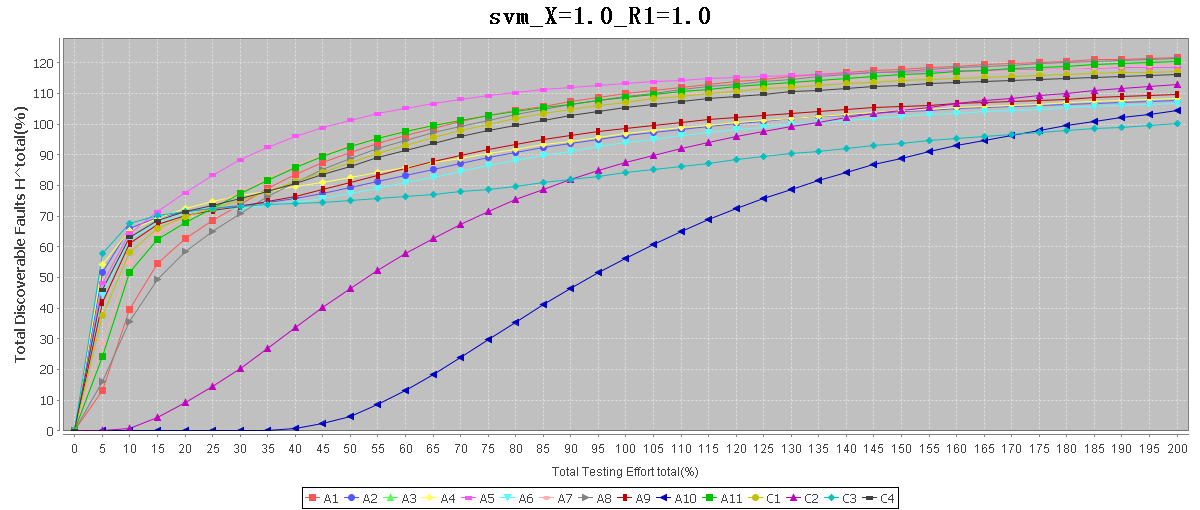 svm_X=1.0_R1=1.0
Total Discoverable Faults H^total(%)
120
110
100
90
80
70
60
50
40
30
20
10
0
0 5 10 15 20 25 30 35 40 45 50 55 60 65 70 75 80 85 90 95 100 105 110 115 120 125 130 135 140 145 150 155 160 165 170 175 180 185 190 195 200
Total Testing Effort total(%)
A1 A2 A3 A4 A5 A6 A7 A8 A9 A10 A11 C1 C2 C3 C4